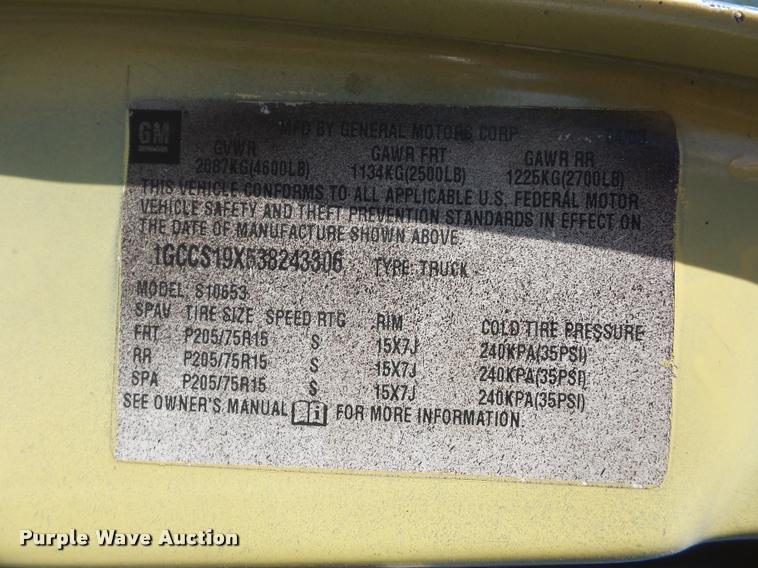 GM
MFD BY GENERAL MOTORS CORP
GVWR GAWR FRT GAWR RR
2087KG(4600LB) 1134KG(2500LB) 1225KG(2700LB)
THIS VEHICLE CONFORMS TO ALL APPLICABLE U.S. FEDERAL MOTOR
VEHICLE SAFETY AND THEFT PREVENTION STANDARDS IN EFFECT ON
THE DATE OF MANUFACTURE SHOWN ABOVE.
1GCCS19X538243306 TYPE: TRUCK
MODEL: S10653
SPAV TIRE SIZE SPEED RTG RIM COLD TIRE PRESSURE
FRT P205/75R15 S 15X7J 240KPA(35PSI)
RR P205/75R15 S 15X7J 240KPA(35PSI)
SPA P205/75R15 S 15X7J 240KPA(35PSI)
SEE OWNER'S MANUAL FOR MORE INFORMATION.
Purple Wave Auction